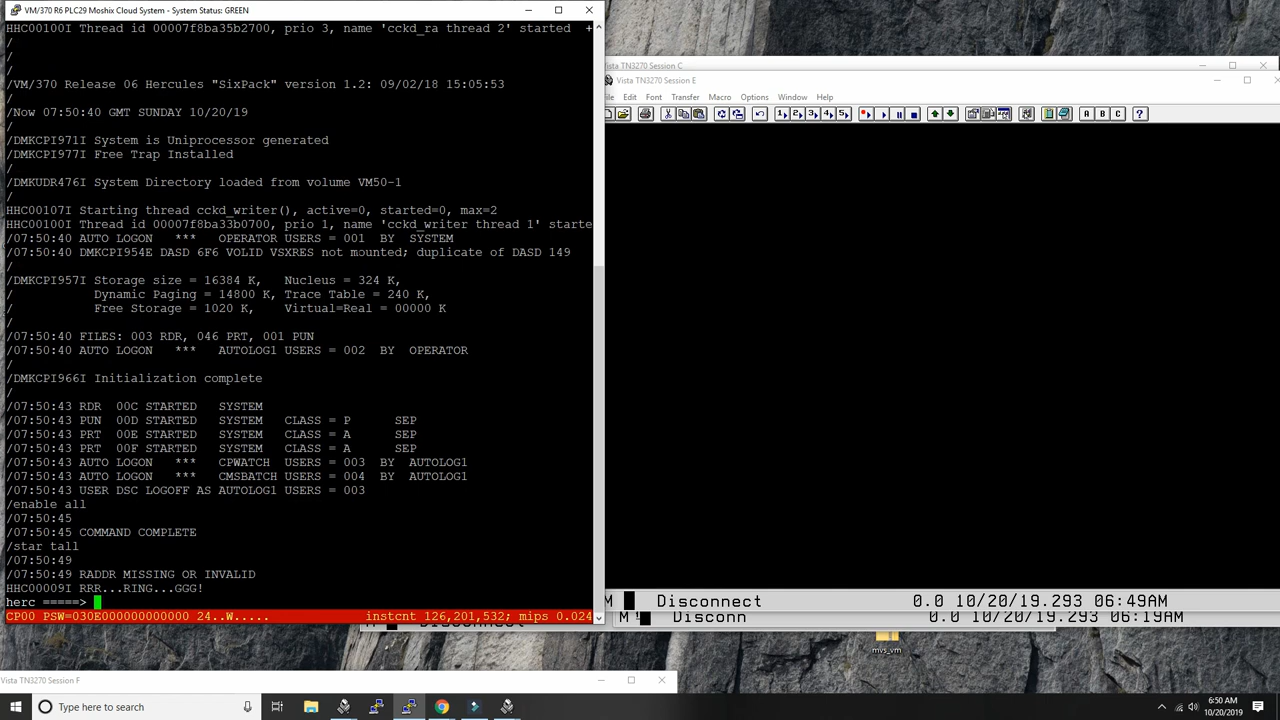 VM/370 R6 PLC29 Moshix Cloud System - System Status: GREEN
HHC00100I Thread id 00007f8ba35b2700, prio 3, name 'cckd_ra thread 2' started +
/
/
/
/VM/370 Release 06 Hercules "SixPack" version 1.2: 09/02/18 15:05:53
/
/Now 07:50:40 GMT SUNDAY 10/20/19
/
/DMKCPI971I System is Uniprocessor generated
/DMKCPI977I Free Trap Installed
/
/DMKUDR476I System Directory loaded from volume VM50-1
/
HHC00107I Starting thread cckd_writer(), active=0, started=0, max=2
HHC00100I Thread id 00007f8ba33b0700, prio 1, name 'cckd_writer thread 1' starte
/07:50:40 AUTO LOGON   ***   OPERATOR USERS = 001  BY  SYSTEM
/07:50:40 DMKCPI954E DASD 6F6 VOLID VSXRES not mounted; duplicate of DASD 149
/
/DMKCPI957I Storage size = 16384 K,   Nucleus = 324 K,
/           Dynamic Paging = 14800 K, Trace Table = 240 K,
/           Free Storage = 1020 K,    Virtual=Real = 00000 K
/
/07:50:40 FILES: 003 RDR, 046 PRT, 001 PUN
/07:50:40 AUTO LOGON   ***   AUTOLOG1 USERS = 002  BY  OPERATOR
/
/DMKCPI966I Initialization complete
/
/07:50:43 RDR  00C STARTED   SYSTEM
/07:50:43 PUN  00D STARTED   SYSTEM   CLASS = P      SEP
/07:50:43 PRT  00E STARTED   SYSTEM   CLASS = A      SEP
/07:50:43 PRT  00F STARTED   SYSTEM   CLASS = A      SEP
/07:50:43 AUTO LOGON   ***   CPWATCH  USERS = 003  BY  AUTOLOG1
/07:50:43 AUTO LOGON   ***   CMSBATCH USERS = 004  BY  AUTOLOG1
/07:50:43 USER DSC LOGOFF AS AUTOLOG1 USERS = 003
/enable all
/07:50:45
/07:50:45 COMMAND COMPLETE
/star tall
/07:50:49
/07:50:49 RADDR MISSING OR INVALID
HHC00009I RRR...RING...GGG!
herc =====>
CP00 PSW=030E000000000000 24..W..... instcnt 126,201,532; mips 0.024
Vista TN3270 Session C
Vista TN3270 Session E
File Edit Font Transfer Macro Options Window Help
1 2 3 4 5 A B C ?
M Disconnect 0.0 10/20/19.293 06:49AM
M Disconn 0.0 10/20/19.293 06:19AM
Disconnect
mvs_vm
Vista TN3270 Session F
Type here to search
6:50 AM
10/20/2019